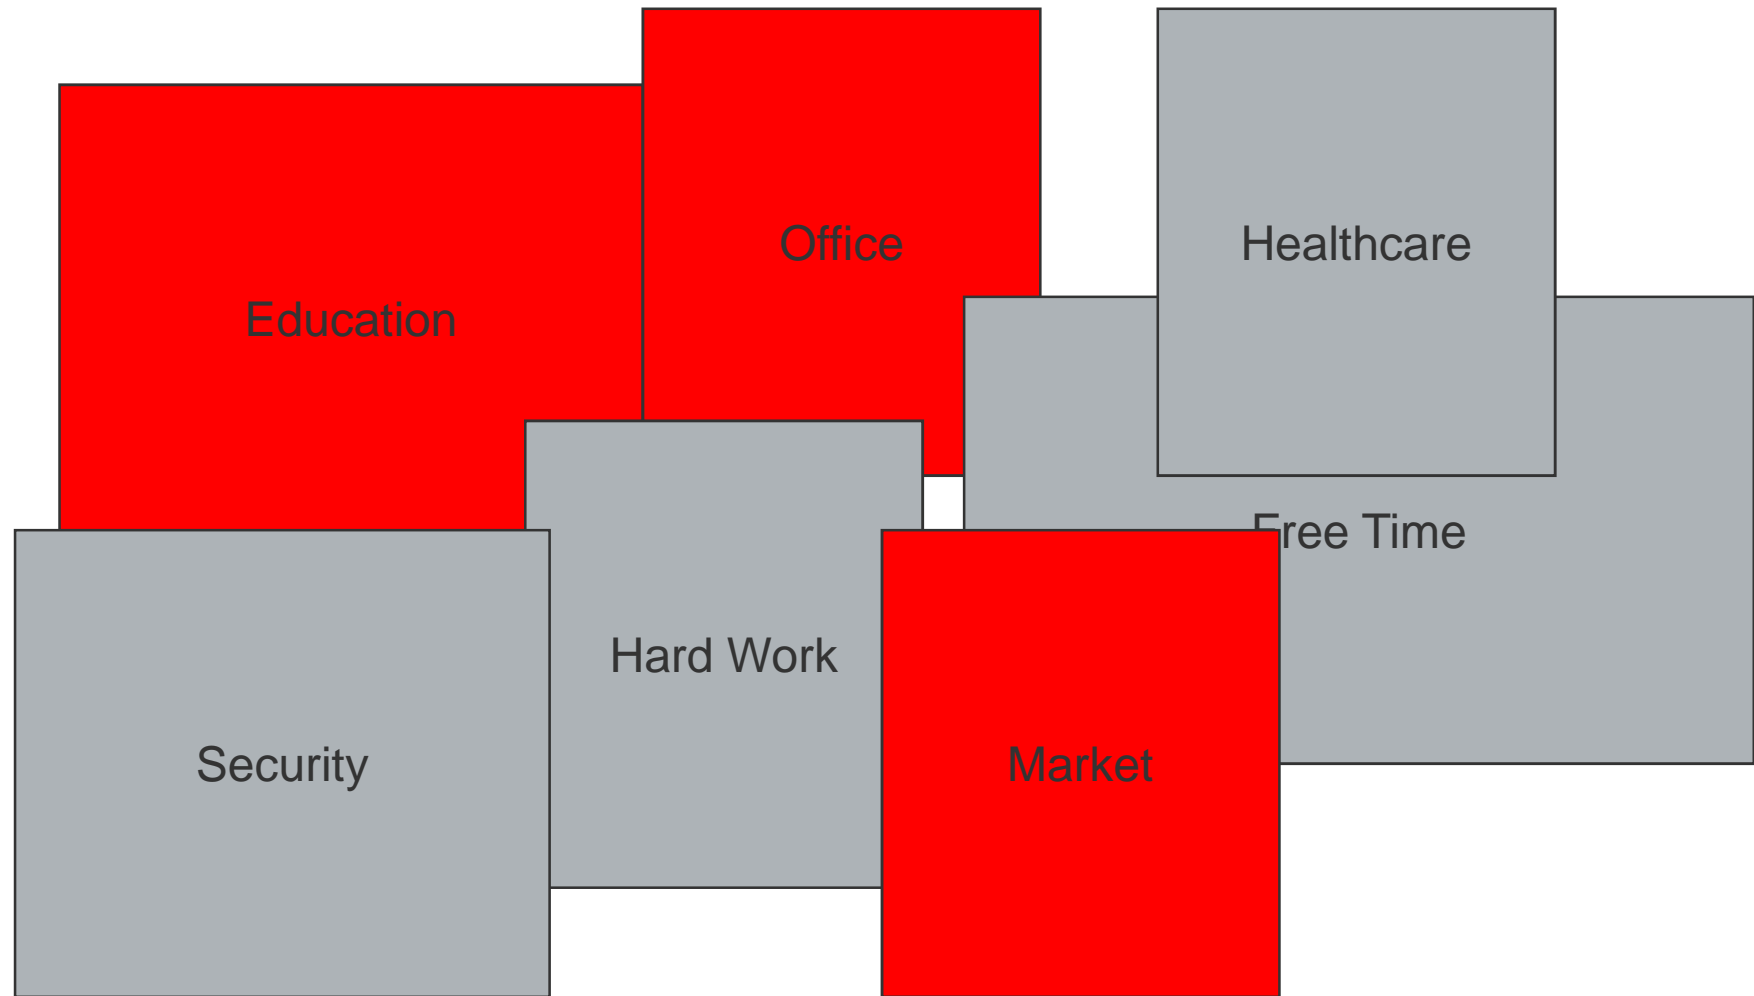 Office
Healthcare
Education
Free Time
Hard Work
Security
Market